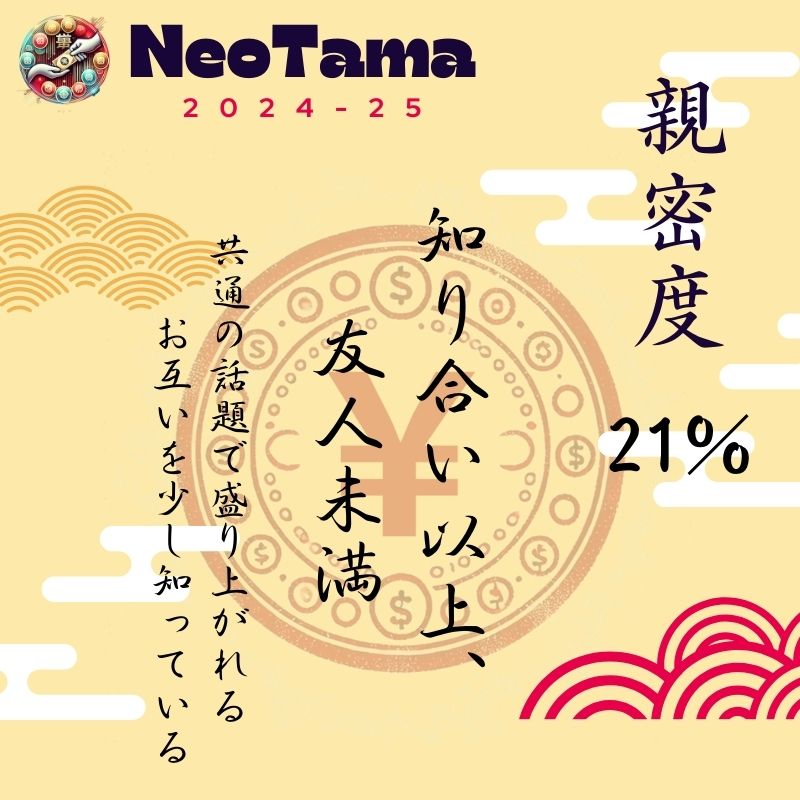 NeoTama
2024-25
親密度
21%
知り合い以上、
友人未満
共通の話題で盛り上がれる
お互いを少し知っている